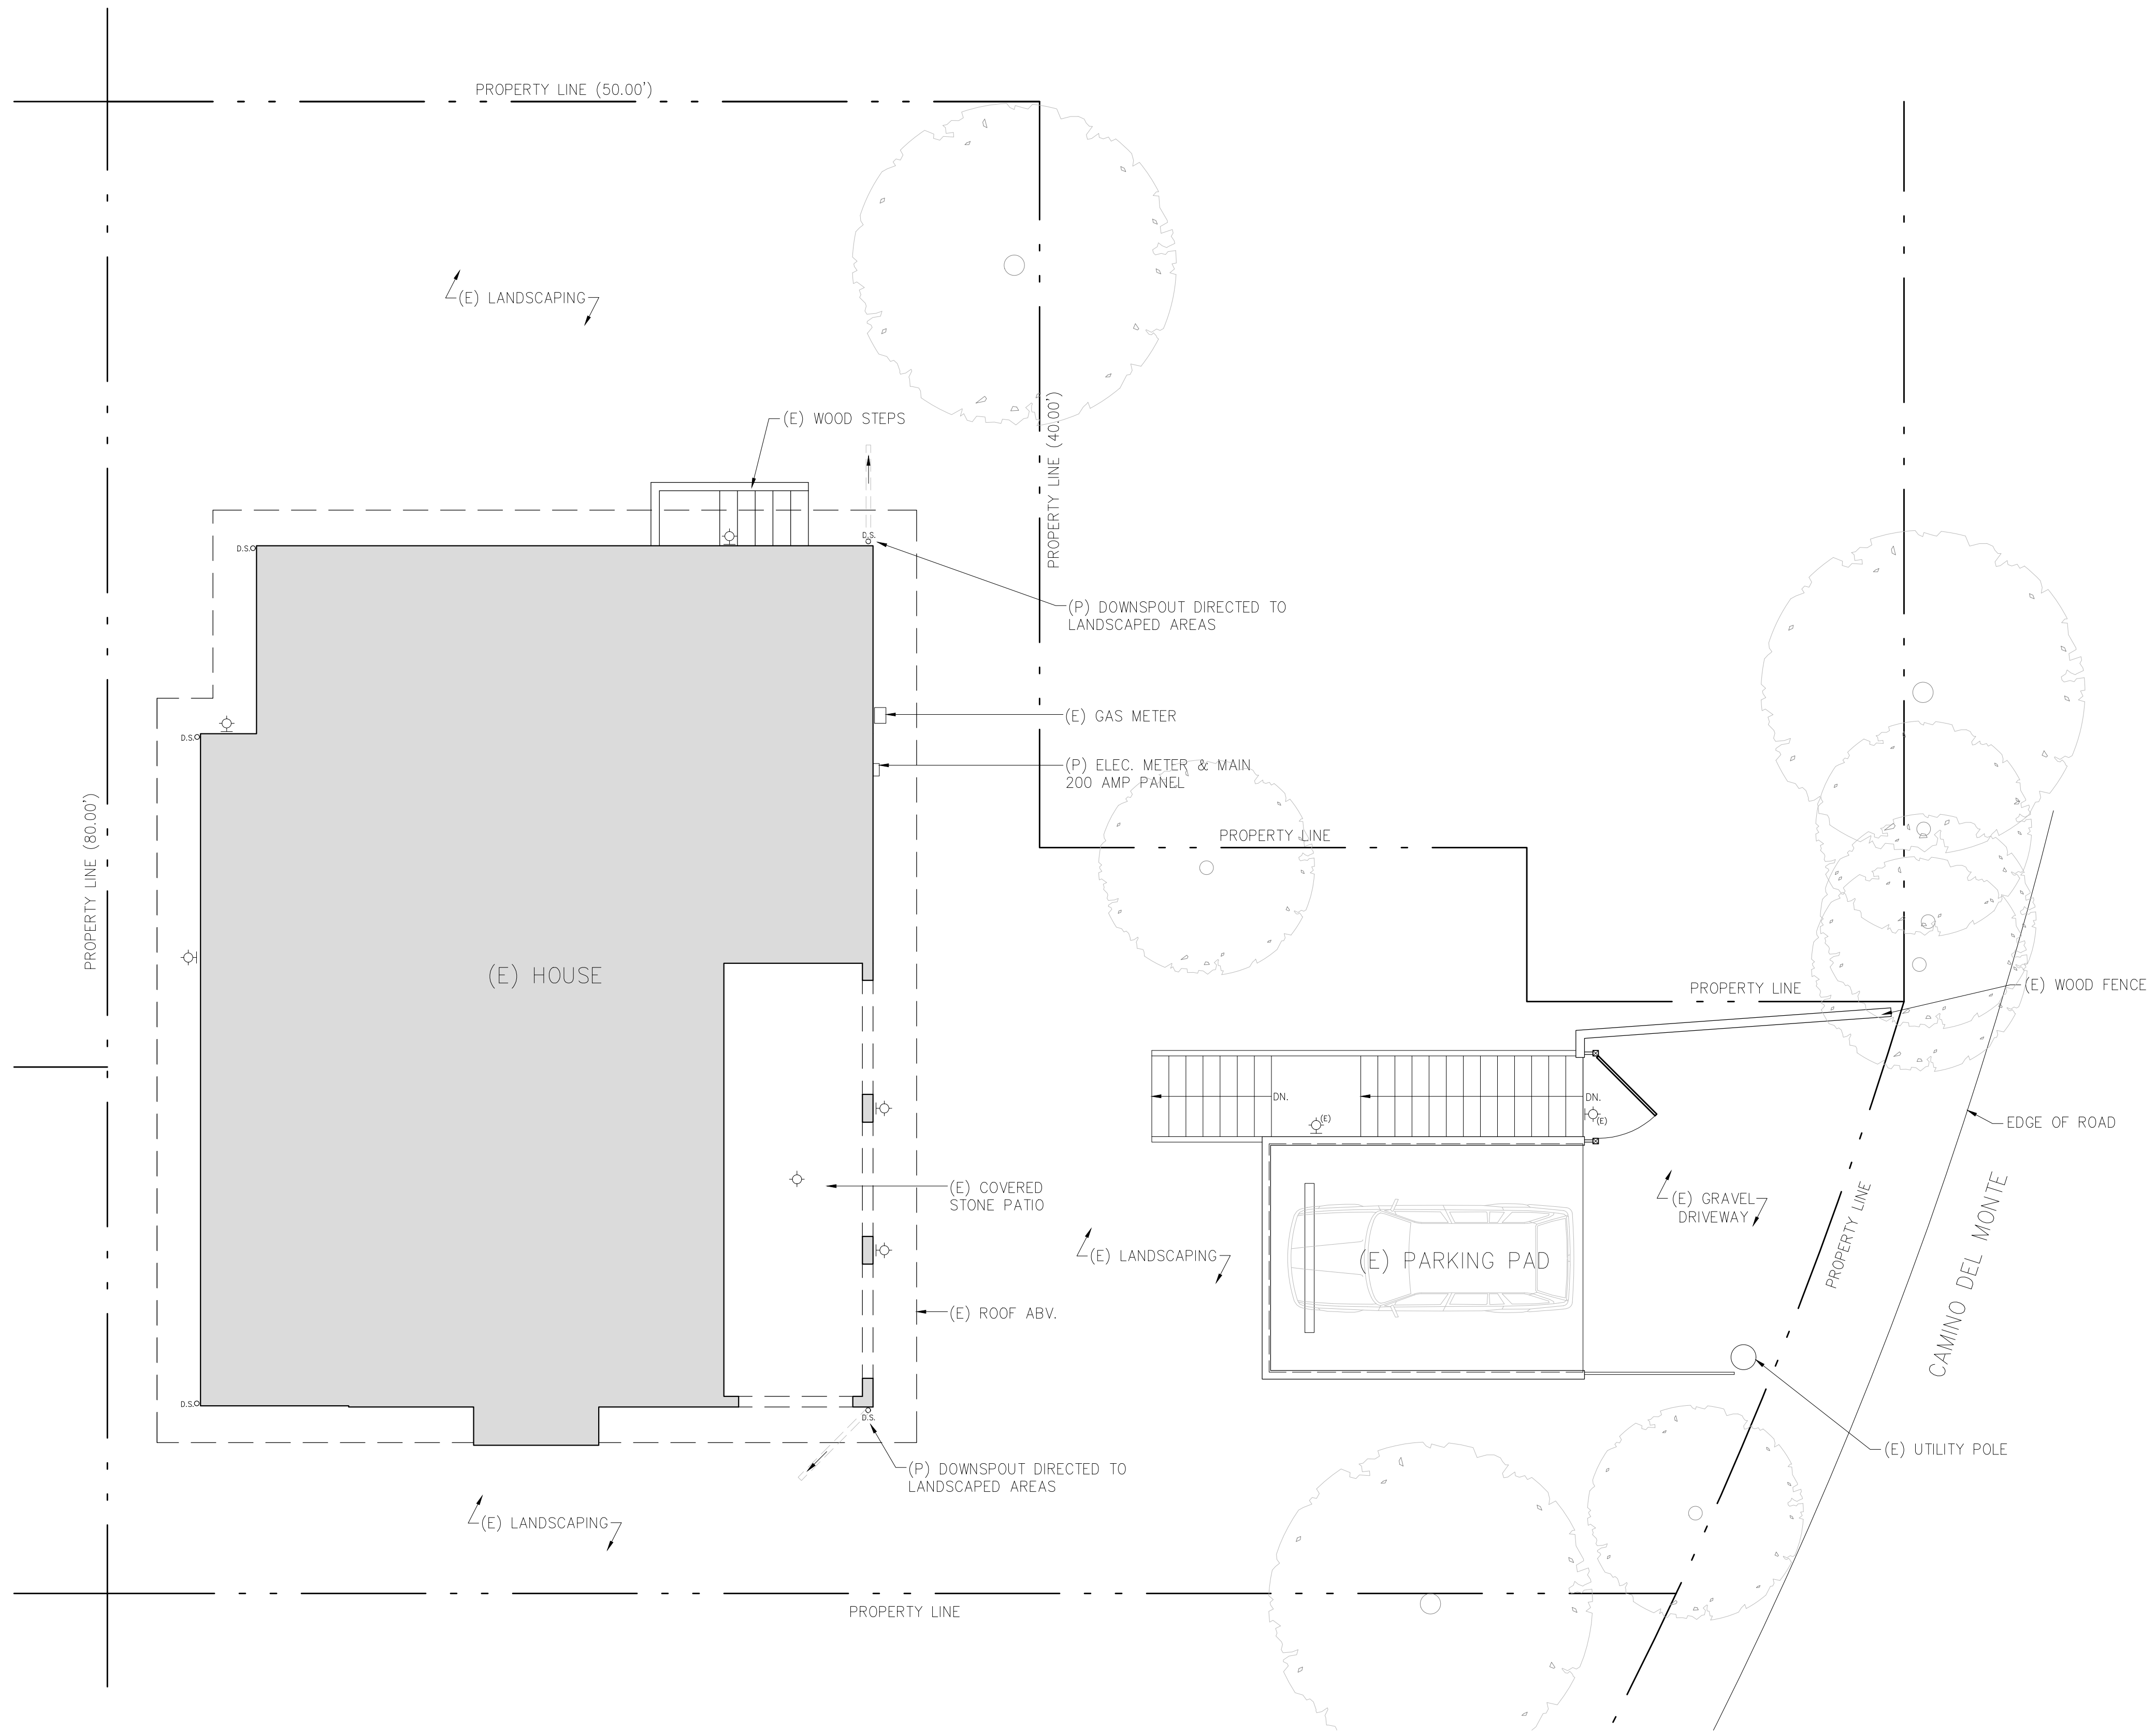 PROPERTY LINE (50.00')
(E) LANDSCAPING
PROPERTY LINE (40.00')
(E) WOOD STEPS
D.S.
D.S.
(P) DOWNSPOUT DIRECTED TO
LANDSCAPED AREAS
(E) GAS METER
D.S.
(P) ELEC. METER & MAIN
200 AMP PANEL
PROPERTY LINE (80.00')
PROPERTY LINE
(E) HOUSE
PROPERTY LINE
(E) WOOD FENCE
DN.
DN.
(E)
(E)
EDGE OF ROAD
(E) COVERED
STONE PATIO
(E) GRAVEL
DRIVEWAY
PROPERTY LINE
CAMINO DEL MONTE
(E) LANDSCAPING
(E) PARKING PAD
(E) ROOF ABV.
D.S.
D.S.
(P) DOWNSPOUT DIRECTED TO
LANDSCAPED AREAS
(E) UTILITY POLE
(E) LANDSCAPING
PROPERTY LINE